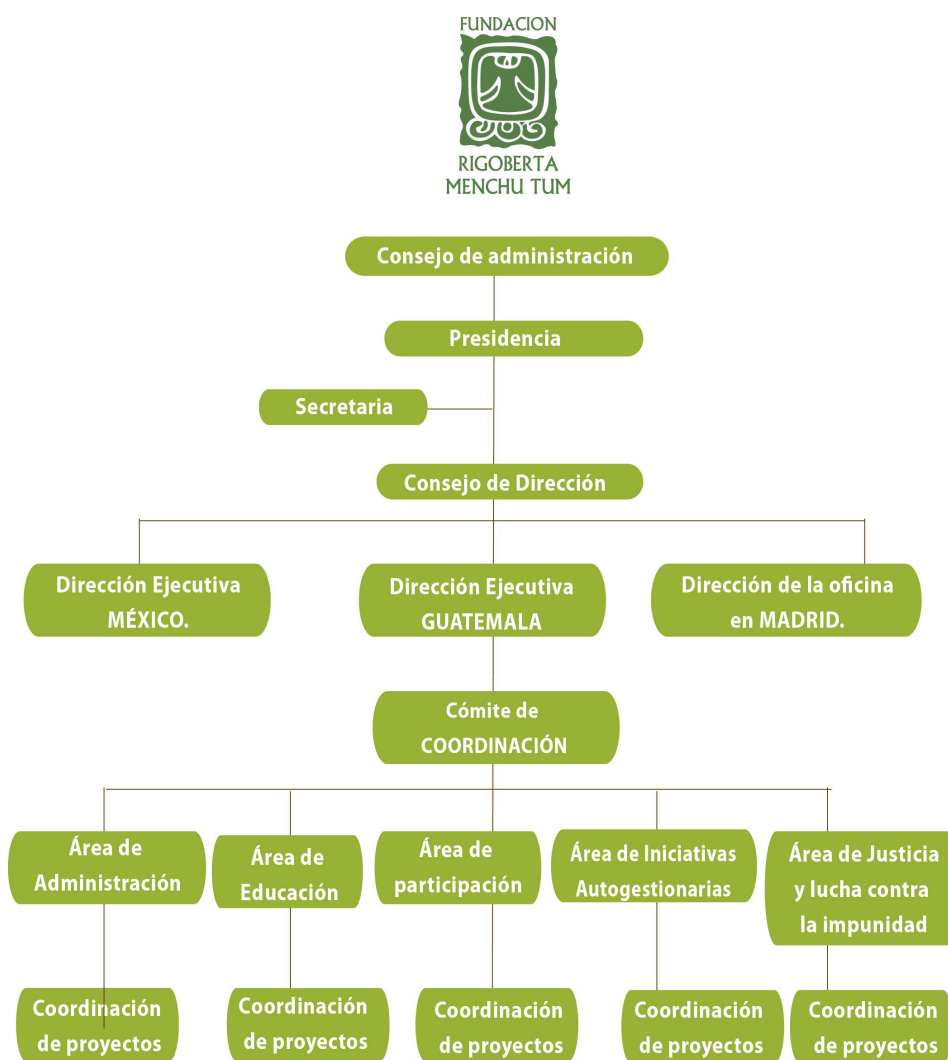 FUNDACION
RIGOBERTA
MENCHU TUM
Consejo de administración
Presidencia
Secretaria
Consejo de Dirección
Dirección Ejecutiva
MÉXICO.
Dirección Ejecutiva
GUATEMALA
Dirección de la oficina
en MADRID.
Cómite de
COORDINACIÓN
Área de
Administración
Área de
Educación
Área de
participación
Área de Iniciativas
Autogestionarias
Área de Justicia
y lucha contra
la impunidad
Coordinación
de proyectos
Coordinación
de proyectos
Coordinación
de proyectos
Coordinación
de proyectos
Coordinación
de proyectos